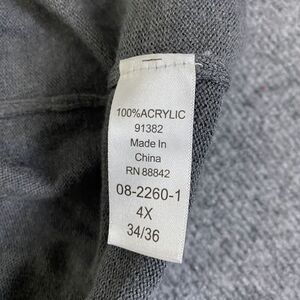 100%ACRYLIC
91382
Made In
China
RN 88842
08-2260-1
4X
34/36